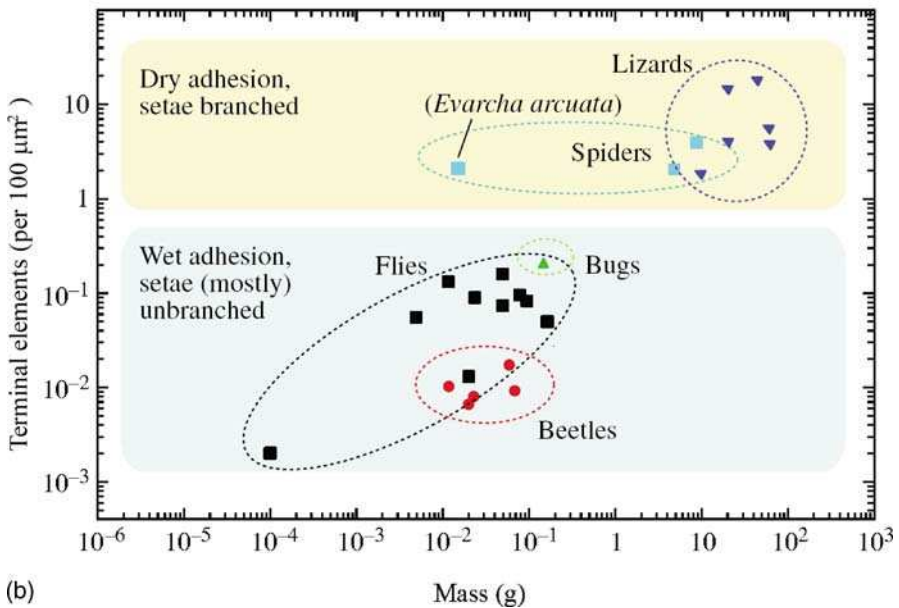 Dry adhesion,
setae branched
Lizards
(Evarcha arcuata)
Spiders
Wet adhesion,
setae (mostly)
unbranched
Flies
Bugs
Beetles
Terminal elements (per 100 μm²)
10
1
10⁻¹
10⁻²
10⁻³
10⁻⁶ 10⁻⁵ 10⁻⁴ 10⁻² 10⁻¹ 1 10 10² 10³
Mass (g)
(b)